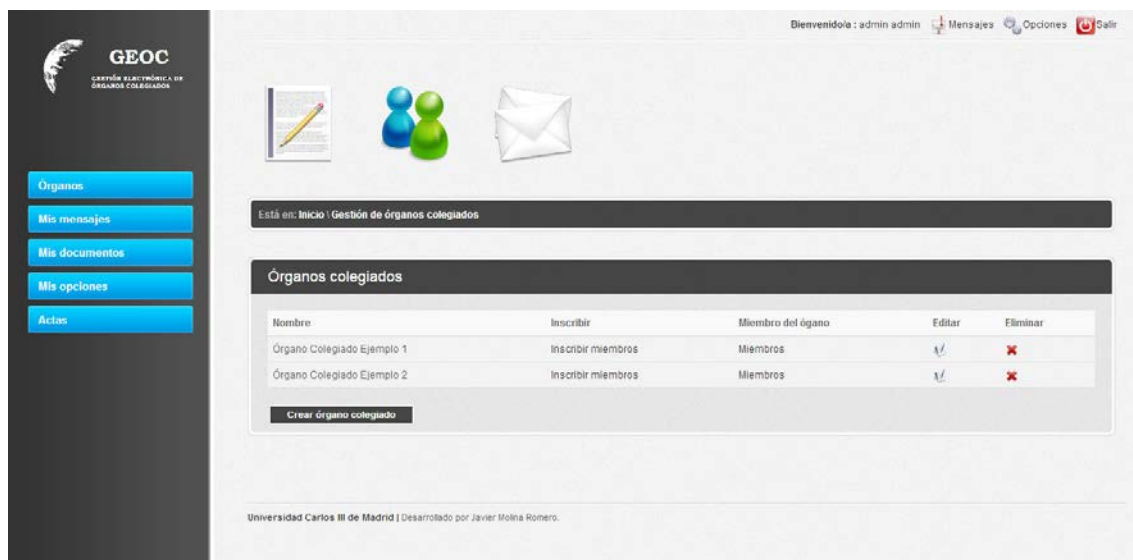 Bienvenido/a : admin admin Mensajes Opciones Salir
GEOC
GESTIÓN ELECTRÓNICA DE
ÓRGANOS COLEGIADOS
Órganos
Mis mensajes
Mis documentos
Mis opciones
Actas
Está en: Inicio \ Gestión de órganos colegiados
Órganos colegiados
Nombre Inscribir Miembro del ógano Editar Eliminar
Órgano Colegiado Ejemplo 1 Inscribir miembros Miembros
Órgano Colegiado Ejemplo 2 Inscribir miembros Miembros
Crear órgano colegiado
Universidad Carlos III de Madrid | Desarrollado por Javier Molina Romero.